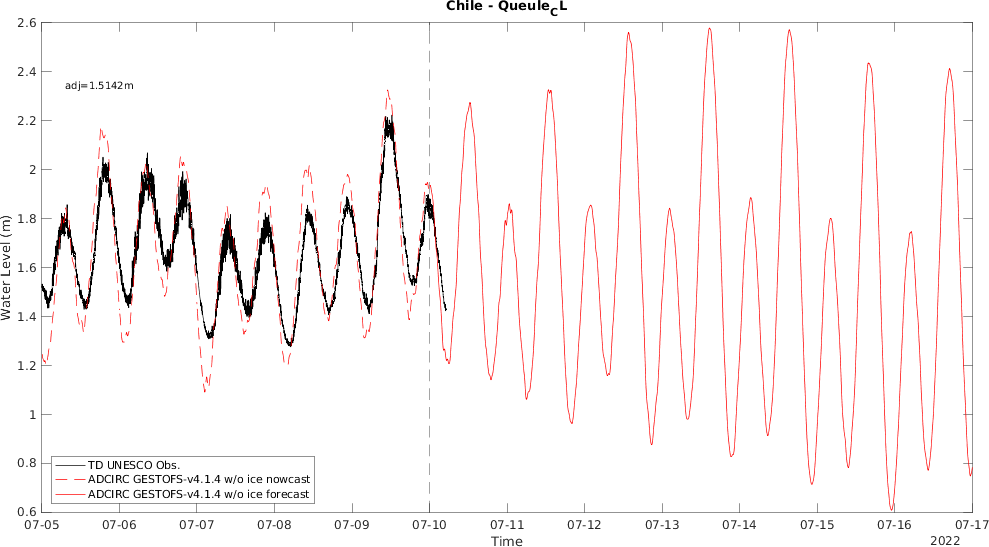 Chile - Queule_CL
2.6
2.4
2.2
2
1.8
1.6
1.4
1.2
1
0.8
0.6
Water Level (m)
adj=1.5142m
TD UNESCO Obs.
ADCIRC GESTOFS-v4.1.4 w/o ice nowcast
ADCIRC GESTOFS-v4.1.4 w/o ice forecast
07-05 07-06 07-07 07-08 07-09 07-10 07-11 07-12 07-13 07-14 07-15 07-16 07-17
Time
2022